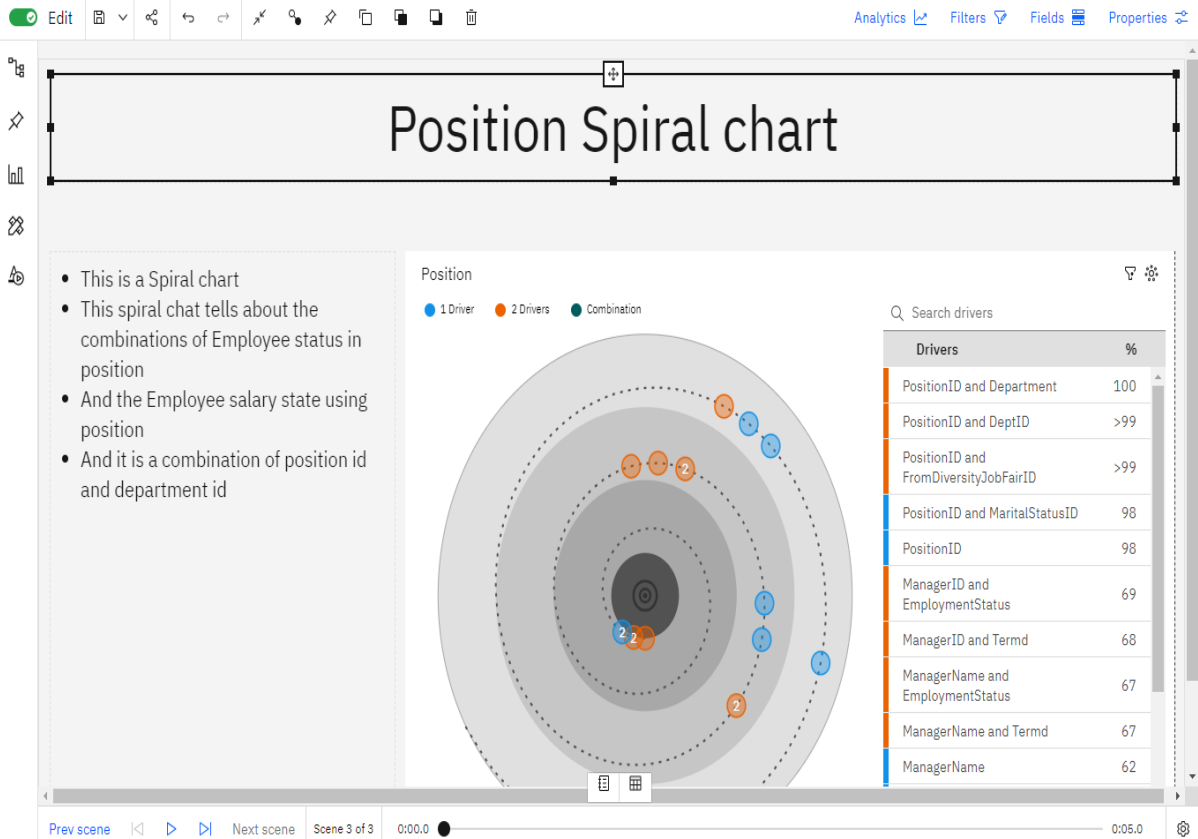 Edit
Analytics
Filters
Fields
Properties
Position Spiral chart
This is a Spiral chart
This spiral chat tells about the
combinations of Employee status in
position
And the Employee salary state using
position
And it is a combination of position id
and department id
Position
1 Driver
2 Drivers
Combination
2
2
2
2
Search drivers
Drivers %
PositionID and Department 100
PositionID and DeptID >99
PositionID and
FromDiversityJobFairID >99
PositionID and MaritalStatusID 98
PositionID 98
ManagerID and
EmploymentStatus 69
ManagerID and Termd 68
ManagerName and
EmploymentStatus 67
ManagerName and Termd 67
ManagerName 62
Prev scene
Next scene
Scene 3 of 3
0:00.0
0:05.0